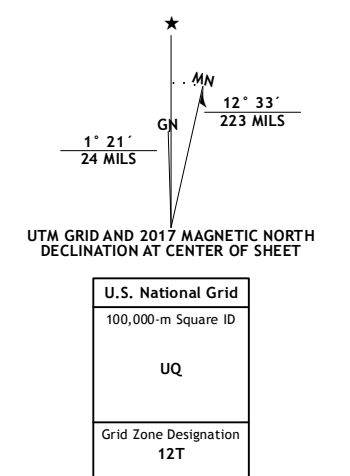 ★
MN
GN
12° 33´
223 MILS
1° 21´
24 MILS
UTM GRID AND 2017 MAGNETIC NORTH
DECLINATION AT CENTER OF SHEET
U.S. National Grid
100,000-m Square ID
UQ
Grid Zone Designation
12T